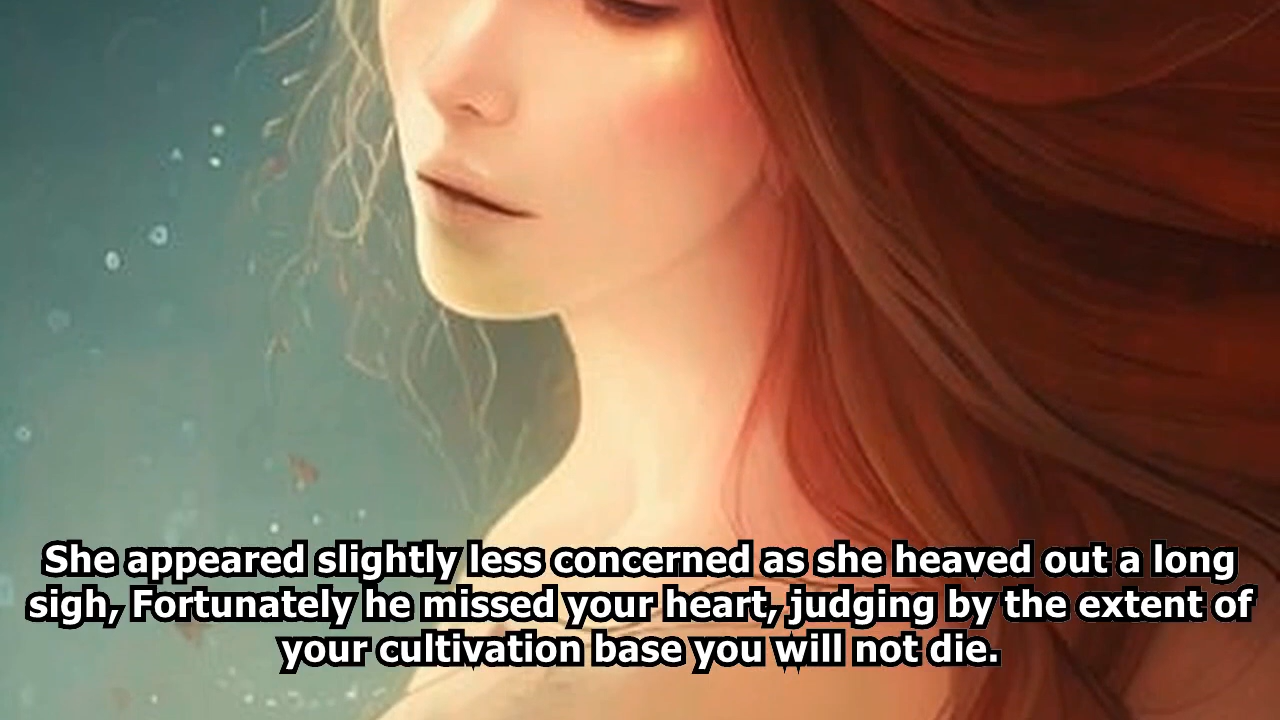 She appeared slightly less concerned as she heaved out a long
sigh, Fortunately he missed your heart, judging by the extent of
your cultivation base you will not die.